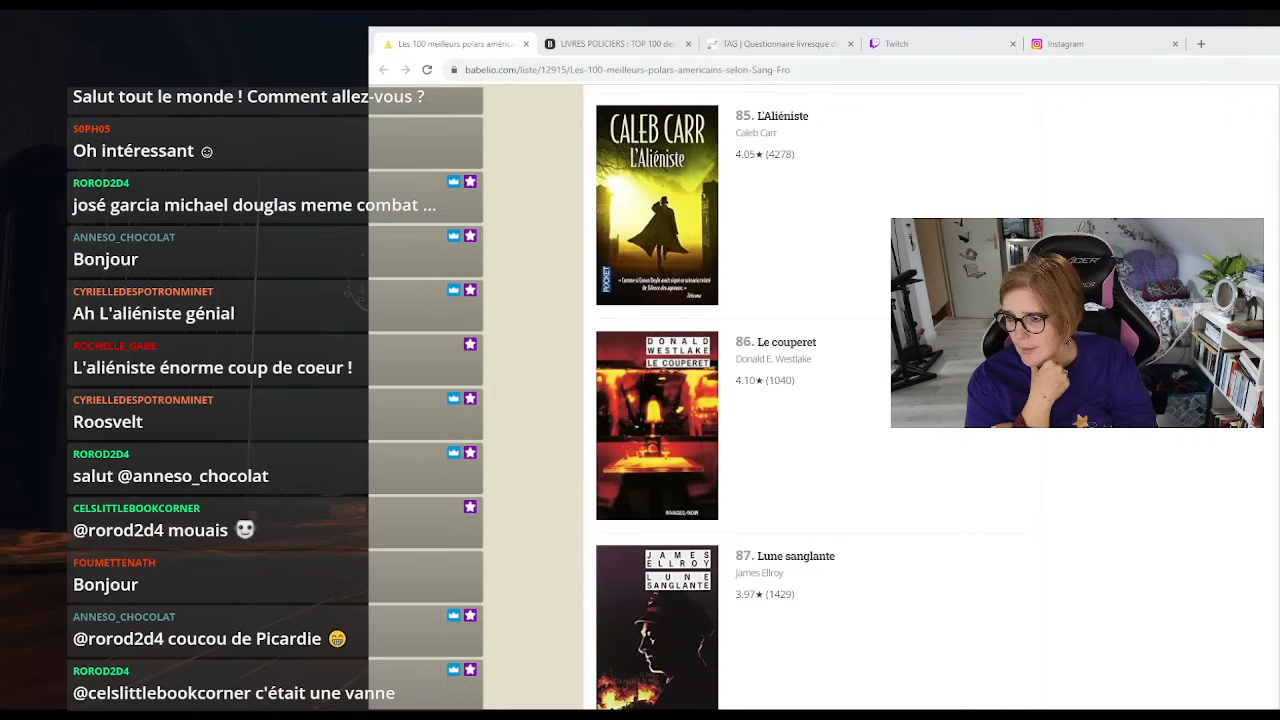 Les 100 meilleurs polars améric
LIVRES POLICIERS : TOP 100 des
TAG | Questionnaire livresque di
Twitch
Instagram
babelio.com/liste/12915/Les-100-meilleurs-polars-americains-selon-Sang-Fro
Salut tout le monde ! Comment allez-vous ?
S0PH05
Oh intéressant
ROROD2D4
josé garcia michael douglas meme combat ...
ANNESO_CHOCOLAT
Bonjour
CYRIELLEDESPOTRONMINET
Ah L'aliéniste génial
ROCHELLE_GABE
L'aliéniste énorme coup de coeur !
CYRIELLEDESPOTRONMINET
Roosvelt
ROROD2D4
salut @anneso_chocolat
CELSLITTLEBOOKCORNER
@rorod2d4 mouais
FOUMETTENATH
Bonjour
ANNESO_CHOCOLAT
@rorod2d4 coucou de Picardie
ROROD2D4
@celslittlebookcorner c'était une vanne
CALEB CARR
L'Aliéniste
POCKET
85. L'Aliéniste
Caleb Carr
4.05★ (4278)
DONALD
WESTLAKE
LE COUPERET
RIVAGES/NOIR
86. Le couperet
Donald E. Westlake
4.10★ (1040)
JAMES
ELLROY
LUNE
SANGLANTE
87. Lune sanglante
James Ellroy
3.97★ (1429)